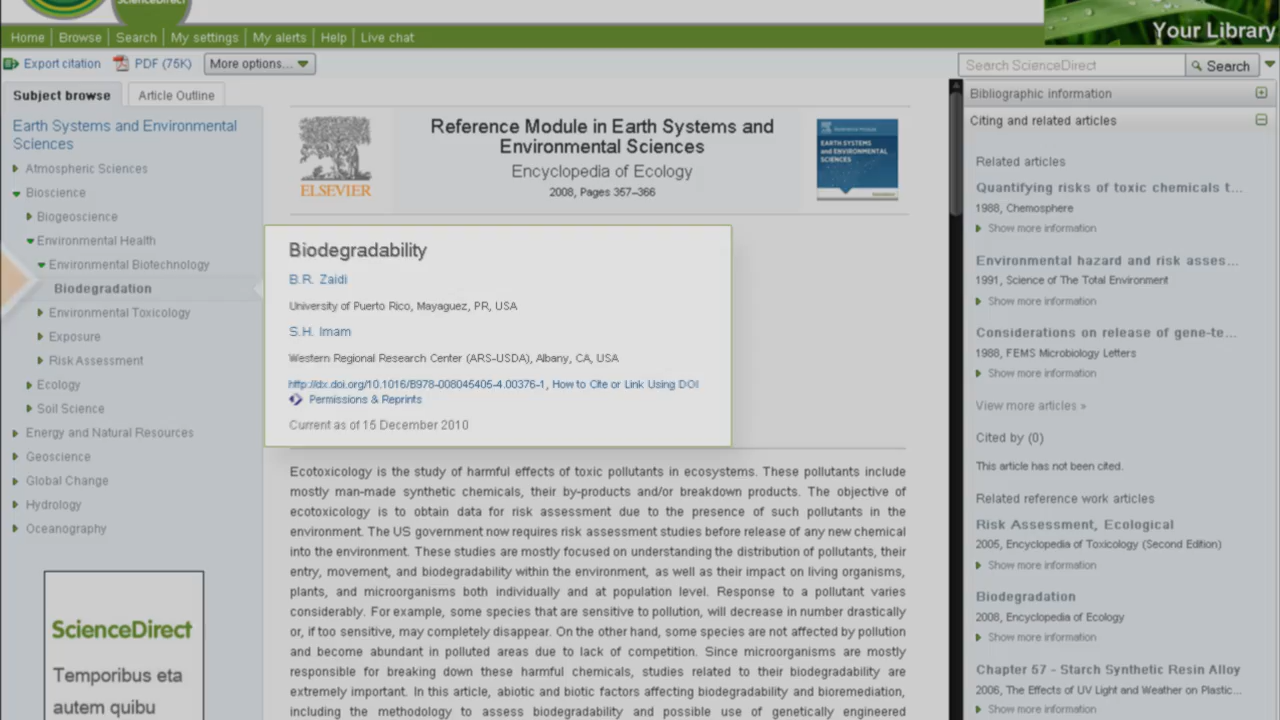 ScienceDirect
Your Library
Home | Browse | Search | My settings | My alerts | Help | Live chat
Export citation PDF (75K) More options... Search ScienceDirect Search
Subject browse Article Outline
Earth Systems and Environmental
Sciences
Atmospheric Sciences
Bioscience
Biogeoscience
Environmental Health
Environmental Biotechnology
Biodegradation
Environmental Toxicology
Exposure
Risk Assessment
Ecology
Soil Science
Energy and Natural Resources
Geoscience
Global Change
Hydrology
Oceanography
ScienceDirect
Temporibus eta
autem quibu
ELSEVIER
Reference Module in Earth Systems and
Environmental Sciences
Encyclopedia of Ecology
2008, Pages 357–366
Reference Module
EARTH SYSTEMS
and ENVIRONMENTAL
SCIENCES
Biodegradability
B.R. Zaidi
University of Puerto Rico, Mayaguez, PR, USA
S.H. Imam
Western Regional Research Center (ARS-USDA), Albany, CA, USA
http://dx.doi.org/10.1016/B978-008045405-4.00376-1, How to Cite or Link Using DOI
Permissions & Reprints
Current as of 15 December 2010
Ecotoxicology is the study of harmful effects of toxic pollutants in ecosystems. These pollutants include
mostly man-made synthetic chemicals, their by-products and/or breakdown products. The objective of
ecotoxicology is to obtain data for risk assessment due to the presence of such pollutants in the
environment. The US government now requires risk assessment studies before release of any new chemical
into the environment. These studies are mostly focused on understanding the distribution of pollutants, their
entry, movement, and biodegradability within the environment, as well as their impact on living organisms,
plants, and microorganisms both individually and at population level. Response to a pollutant varies
considerably. For example, some species that are sensitive to pollution, will decrease in number drastically
or, if too sensitive, may completely disappear. On the other hand, some species are not affected by pollution
and become abundant in polluted areas due to lack of competition. Since microorganisms are mostly
responsible for breaking down these harmful chemicals, studies related to their biodegradability are
extremely important. In this article, abiotic and biotic factors affecting biodegradability and bioremediation,
including the methodology to assess biodegradability and possible use of genetically engineered
Bibliographic information
Citing and related articles
Related articles
Quantifying risks of toxic chemicals t...
1988, Chemosphere
Show more information
Environmental hazard and risk asses...
1991, Science of The Total Environment
Show more information
Considerations on release of gene-te...
1988, FEMS Microbiology Letters
Show more information
View more articles »
Cited by (0)
This article has not been cited.
Related reference work articles
Risk Assessment, Ecological
2005, Encyclopedia of Toxicology (Second Edition)
Show more information
Biodegradation
2008, Encyclopedia of Ecology
Show more information
Chapter 57 - Starch Synthetic Resin Alloy
2006, The Effects of UV Light and Weather on Plastic...
Show more information